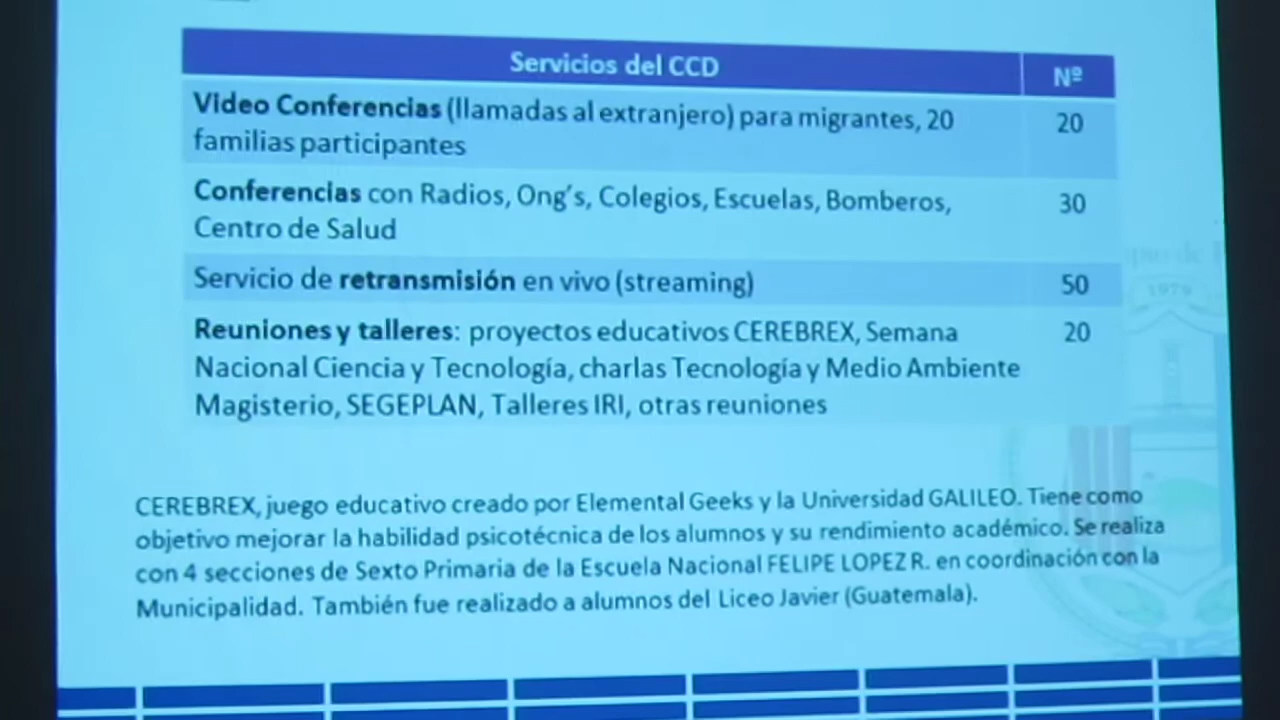 Servicios del CCD Nº
Video Conferencias (llamadas al extranjero) para migrantes, 20 20
familias participantes
Conferencias con Radios, Ong's, Colegios, Escuelas, Bomberos, 30
Centro de Salud
Servicio de retransmisión en vivo (streaming) 50
Reuniones y talleres: proyectos educativos CEREBREX, Semana 20
Nacional Ciencia y Tecnología, charlas Tecnología y Medio Ambiente
Magisterio, SEGEPLAN, Talleres IRI, otras reuniones
1979
CEREBREX, juego educativo creado por Elemental Geeks y la Universidad GALILEO. Tiene como
objetivo mejorar la habilidad psicotécnica de los alumnos y su rendimiento académico. Se realiza
con 4 secciones de Sexto Primaria de la Escuela Nacional FELIPE LOPEZ R. en coordinación con la
Municipalidad. También fue realizado a alumnos del Liceo Javier (Guatemala).